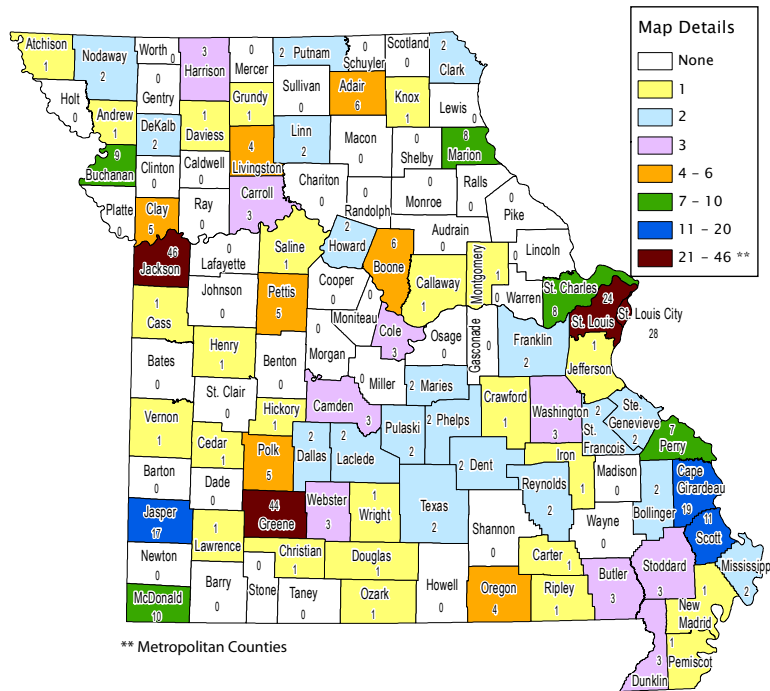 Map Details
None
1
2
3
4 – 6
7 – 10
11 – 20
21 – 46 **
Atchison
1
Nodaway
2
Worth 0
3
Harrison
0
Mercer
2 Putnam
0
Schuyler
Scotland
0
2
Clark
Holt
0
0
Gentry
Andrew
1
DeKalb
2
1
Daviess
Grundy
1
Sullivan
0
Adair
6
Knox
1
Lewis
0
9
Buchanan
Clinton
0
Caldwell
0
4
Livingston
Linn
2
Macon
0
0
Shelby
8
Marion
Platte
0
Clay
5
Ray
0
Carroll
3
Chariton
0
0
Randolph
0
Monroe
Ralls
0
0
Pike
46
Jackson
0
Lafayette
Saline
1
2
Howard
6
Boone
Audrain
0
Callaway
1
Montgomery
1
Lincoln
0
0
Warren
St. Charles
8
24
St. Louis
St. Louis City
28
1
Cass
Johnson
0
Pettis
5
Cooper
0
0
Moniteau
Cole
3
Osage
0
Gasconade
0
Franklin
2
1
Jefferson
Bates
0
Henry
1
Benton
0
0
Morgan
0
Miller
2 Maries
St. Clair
0
Hickory
1
Camden
3
Pulaski
2
2 Phelps
Crawford
1
Washington
3
2
St.
Francois
Ste.
Genevieve
2
7
Perry
Vernon
1
Cedar
1
Polk
5
2
Dallas
2
Laclede
2 Dent
Iron
1
Madison
0
2
Bollinger
Cape
Girardeau
19
Barton
0
Dade
0
44
Greene
Webster
3
1
Wright
Texas
2
Reynolds
2
Shannon
0
Wayne
0
11
Scott
Jasper
17
1
Lawrence
Christian
1
Douglas
1
Carter 1
Butler
3
Stoddard
3
Mississipp
2
Newton
0
McDonald
10
Barry
0
0
Stone
Taney
0
Ozark
1
Howell
0
Oregon
4
Ripley
1
1
New
Madrid
1
Pemiscot
3
Dunklin
** Metropolitan Counties